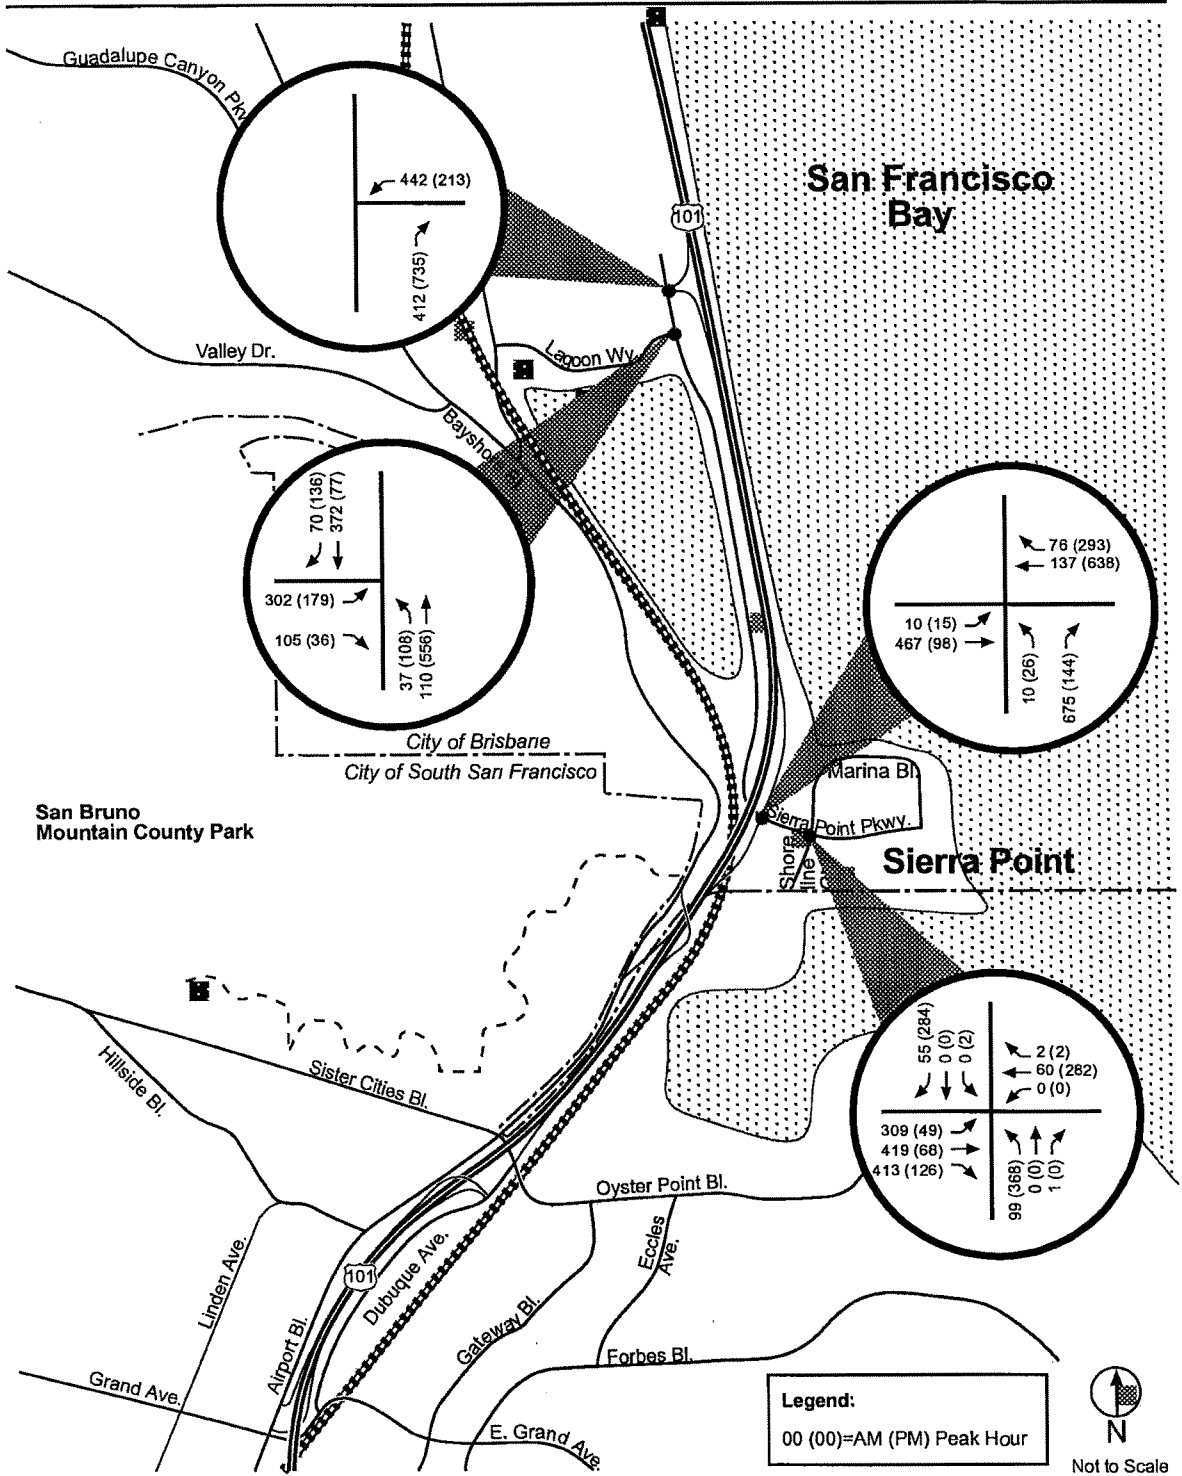 Guadalupe Canyon Pkw
442 (213)
412 (735)
101
San Francisco
Bay
Valley Dr.
Lagoon Wy.
70 (136)
372 (77)
302 (179)
105 (36)
37 (108)
110 (556)
76 (293)
137 (638)
10 (15)
467 (98)
10 (26)
675 (144)
City of Brisbane
City of South San Francisco
San Bruno
Mountain County Park
Marina Bl.
Sierra Point Pkwy.
Shore
line
Sierra Point
55 (284)
0 (0)
0 (2)
2 (2)
60 (282)
0 (0)
309 (49)
419 (68)
413 (126)
99 (368)
0 (0)
1 (0)
Hillside Bl.
Sister Cities Bl.
Oyster Point Bl.
Eccles
Ave.
Linden Ave.
101
Dubuque Ave.
Airport Bl.
Gateway Bl.
Forbes Bl.
Grand Ave.
E. Grand Ave.
Legend:
00 (00)=AM (PM) Peak Hour
N
Not to Scale